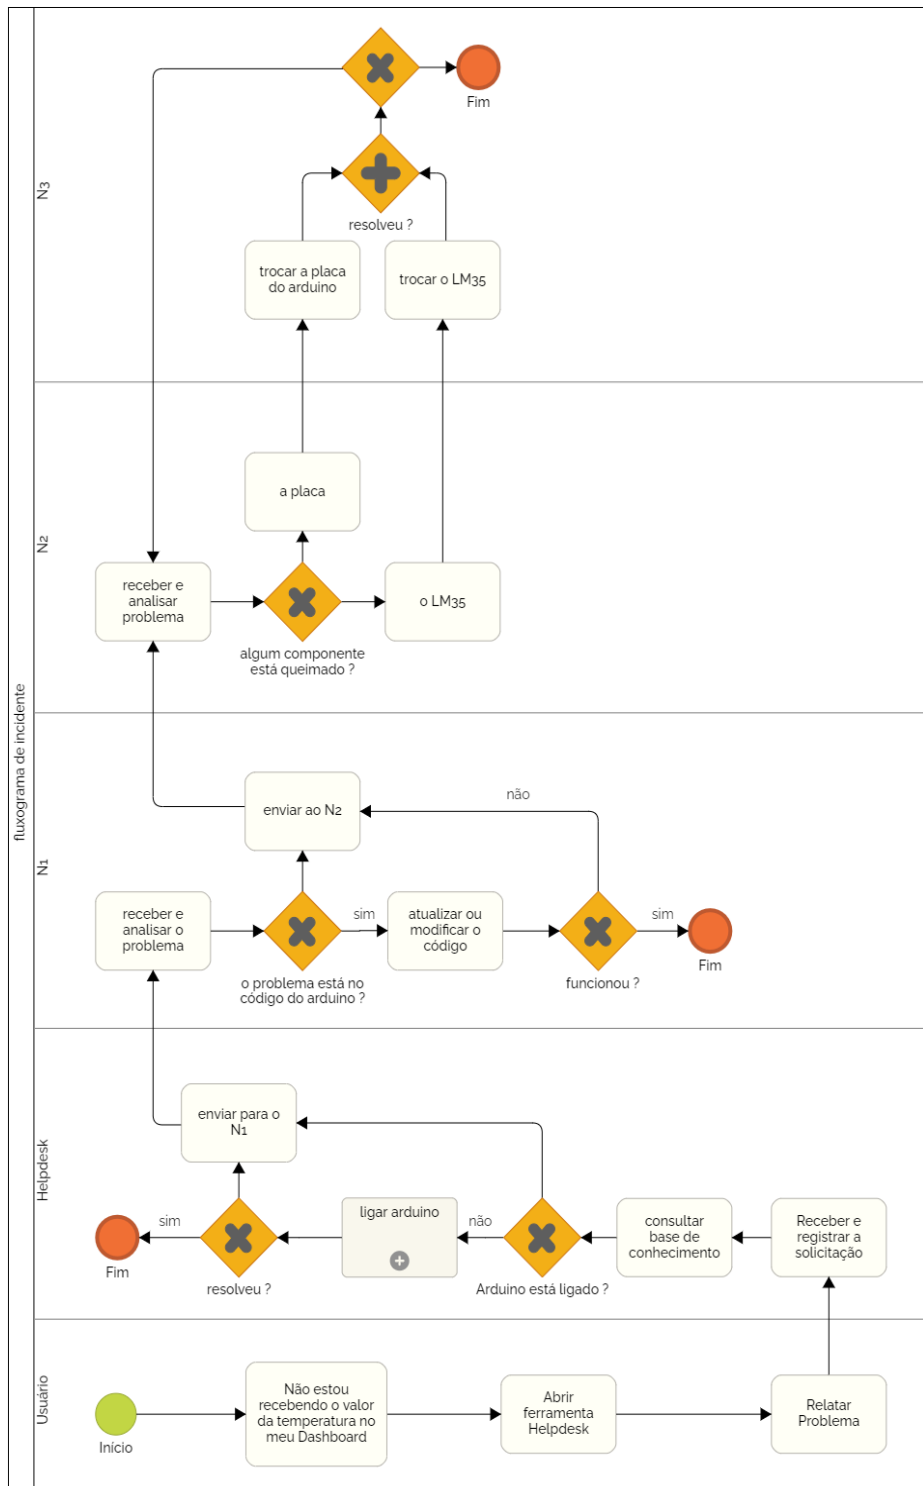 Fim
N3
resolveu ?
trocar a placa
do arduino
trocar o LM35
N2
a placa
receber e
analisar
problema
o LM35
algum componente
está queimado ?
fluxograma de incidente
N1
enviar ao N2
não
receber e
analisar o
problema
sim
atualizar ou
modificar o
código
sim
Fim
o problema está no
código do arduino ?
funcionou ?
Helpdesk
enviar para o
N1
sim
ligar arduino
não
consultar
base de
conhecimento
Receber e
registrar a
solicitação
Fim
resolveu ?
Arduino está ligado ?
Usuário
Início
Não estou
recebendo o valor
da temperatura no
meu Dashboard
Abrir
ferramenta
Helpdesk
Relatar
Problema